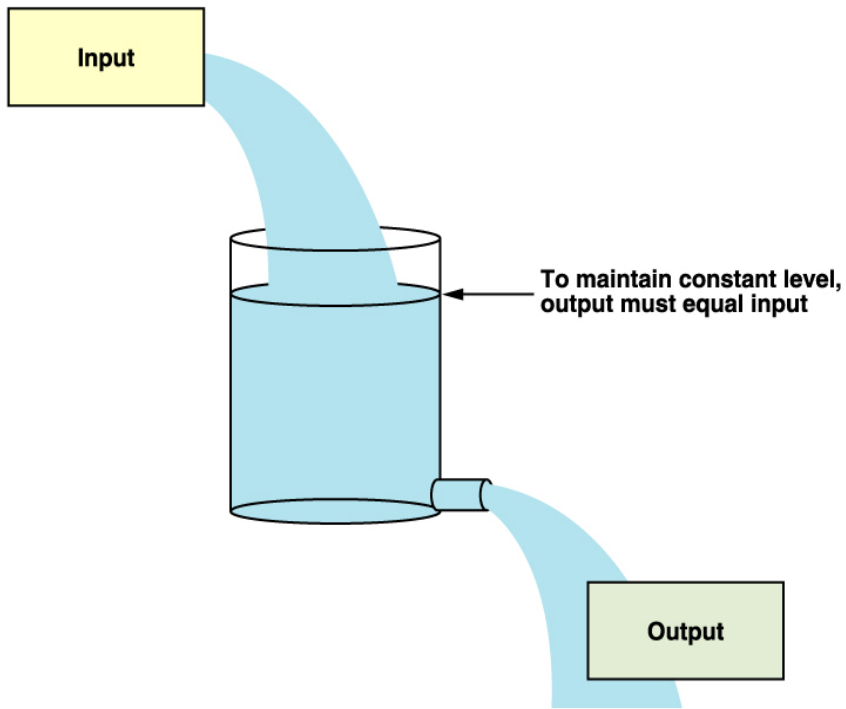 Input
To maintain constant level,
output must equal input
Output